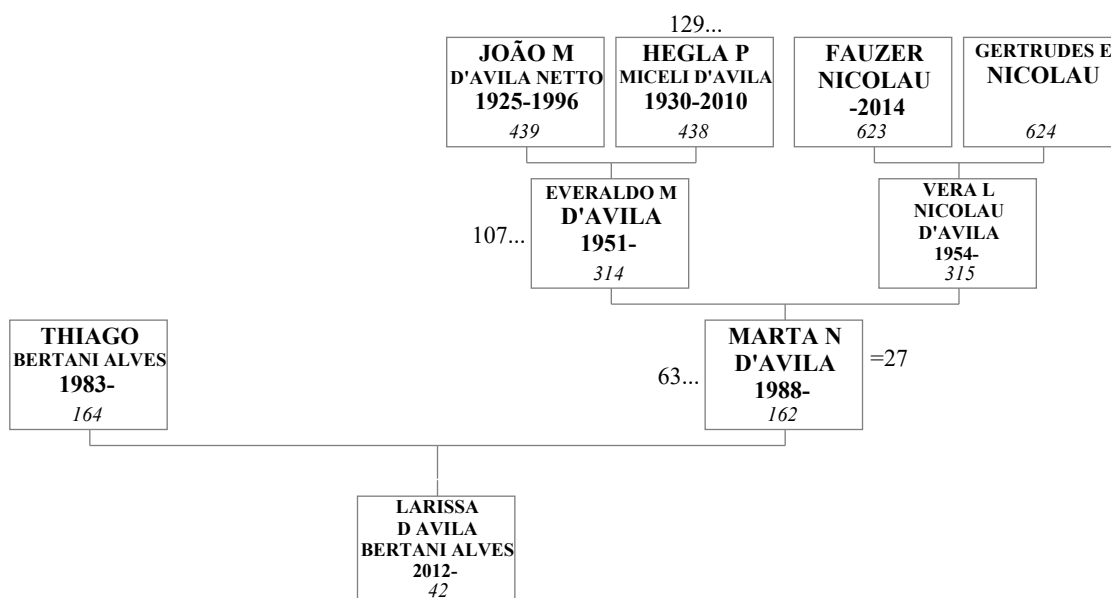 129...
JOÃO M
D'AVILA NETTO
1925-1996
439
HEGLA P
MICELI D'AVILA
1930-2010
438
FAUZER
NICOLAU
-2014
623
GERTRUDES E
NICOLAU
624
107...
EVERALDO M
D'AVILA
1951-
314
VERA L
NICOLAU
D'AVILA
1954-
315
THIAGO
BERTANI ALVES
1983-
164
63...
MARTA N
D'AVILA
1988-
162
=27
LARISSA
D AVILA
BERTANI ALVES
2012-
42